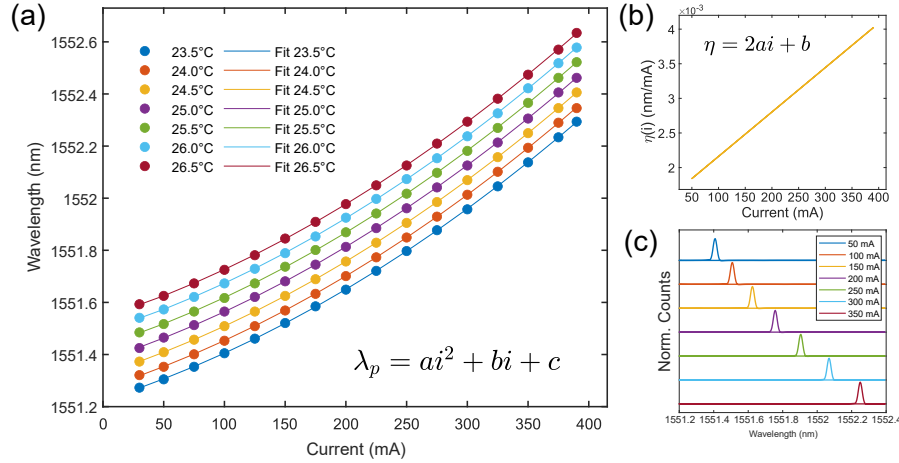 (a)
Wavelength (nm)
1552.6
1552.4
1552.2
1552
1551.8
1551.6
1551.4
1551.2
23.5°C Fit 23.5°C
24.0°C Fit 24.0°C
24.5°C Fit 24.5°C
25.0°C Fit 25.0°C
25.5°C Fit 25.5°C
26.0°C Fit 26.0°C
26.5°C Fit 26.5°C
λ_p = ai² + bi + c
0 50 100 150 200 250 300 350 400
Current (mA)
(b)
×10⁻³
η(i) (nm/mA)
4
3.5
3
2.5
2
η = 2ai + b
50 100 150 200 250 300 350 400
Current (mA)
(c)
Norm. Counts
50 mA
100 mA
150 mA
200 mA
250 mA
300 mA
350 mA
1551.2 1551.4 1551.6 1551.8 1552 1552.2 1552.4
Wavelength (nm)